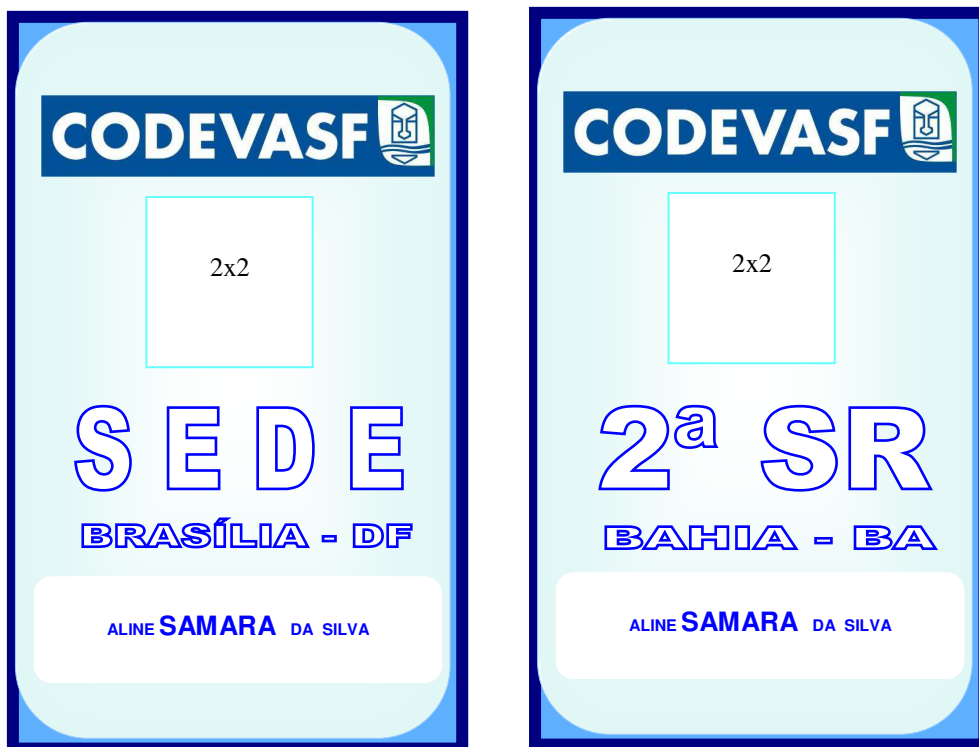 CODEVASF
2x2
S E D E
BRASÍLIA - DF
ALINE SAMARA DA SILVA
CODEVASF
2x2
2ª SR
BAHIA - BA
ALINE SAMARA DA SILVA